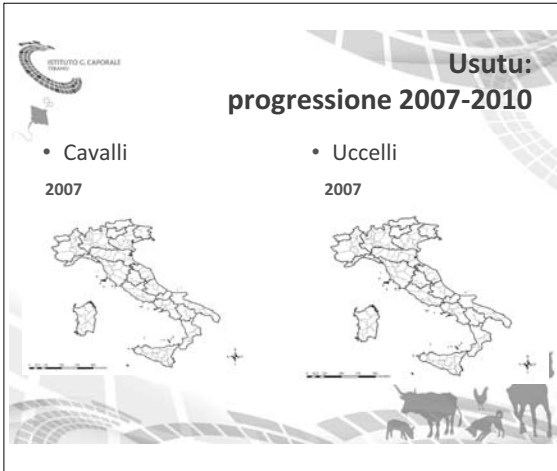 ISTITUTO G. CAPORALE
TERAMO
Usutu:
progressione 2007-2010
• Cavalli
• Uccelli
2007
2007